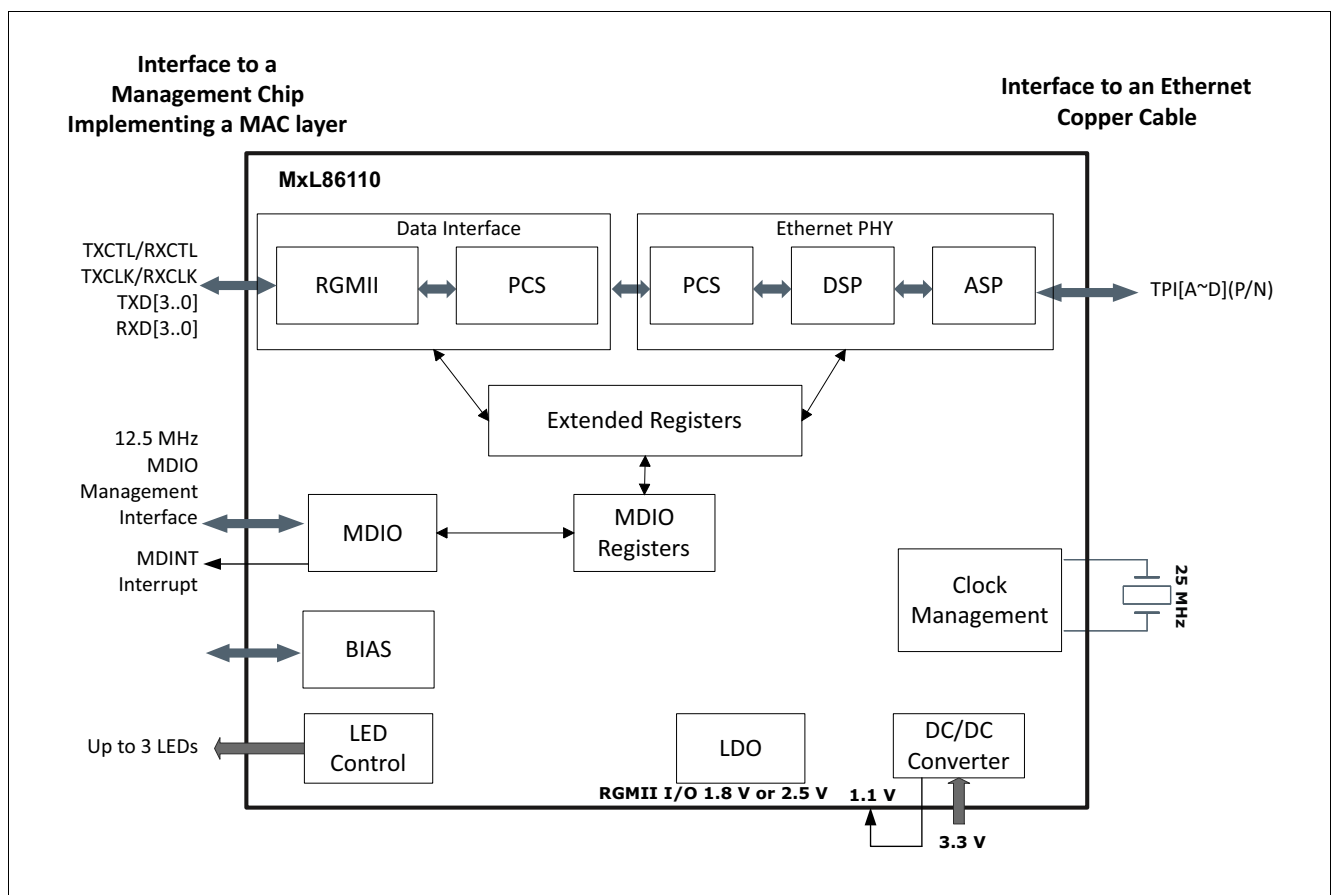 Interface to a
Management Chip
Implementing a MAC layer
Interface to an Ethernet
Copper Cable
MxL86110
Data Interface
Ethernet PHY
TXCTL/RXCTL
TXCLK/RXCLK
TXD[3..0]
RXD[3..0]
RGMII
PCS
PCS
DSP
ASP
TPI[A~D](P/N)
Extended Registers
12.5 MHz
MDIO
Management
Interface
MDINT
Interrupt
MDIO
MDIO
Registers
Clock
Management
25 MHz
BIAS
Up to 3 LEDs
LED
Control
LDO
DC/DC
Converter
RGMII I/O 1.8 V or 2.5 V
1.1 V
3.3 V